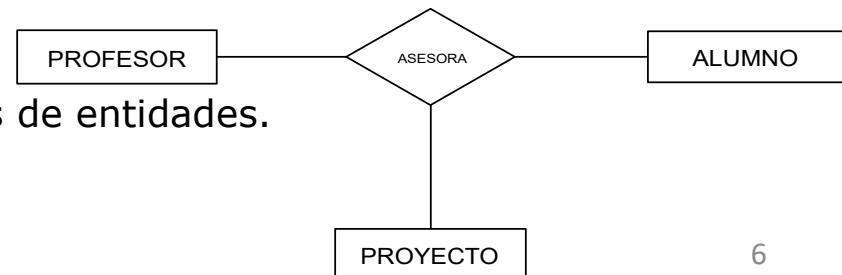 PROFESOR
ASESORA
ALUMNO
de entidades.
PROYECTO
6